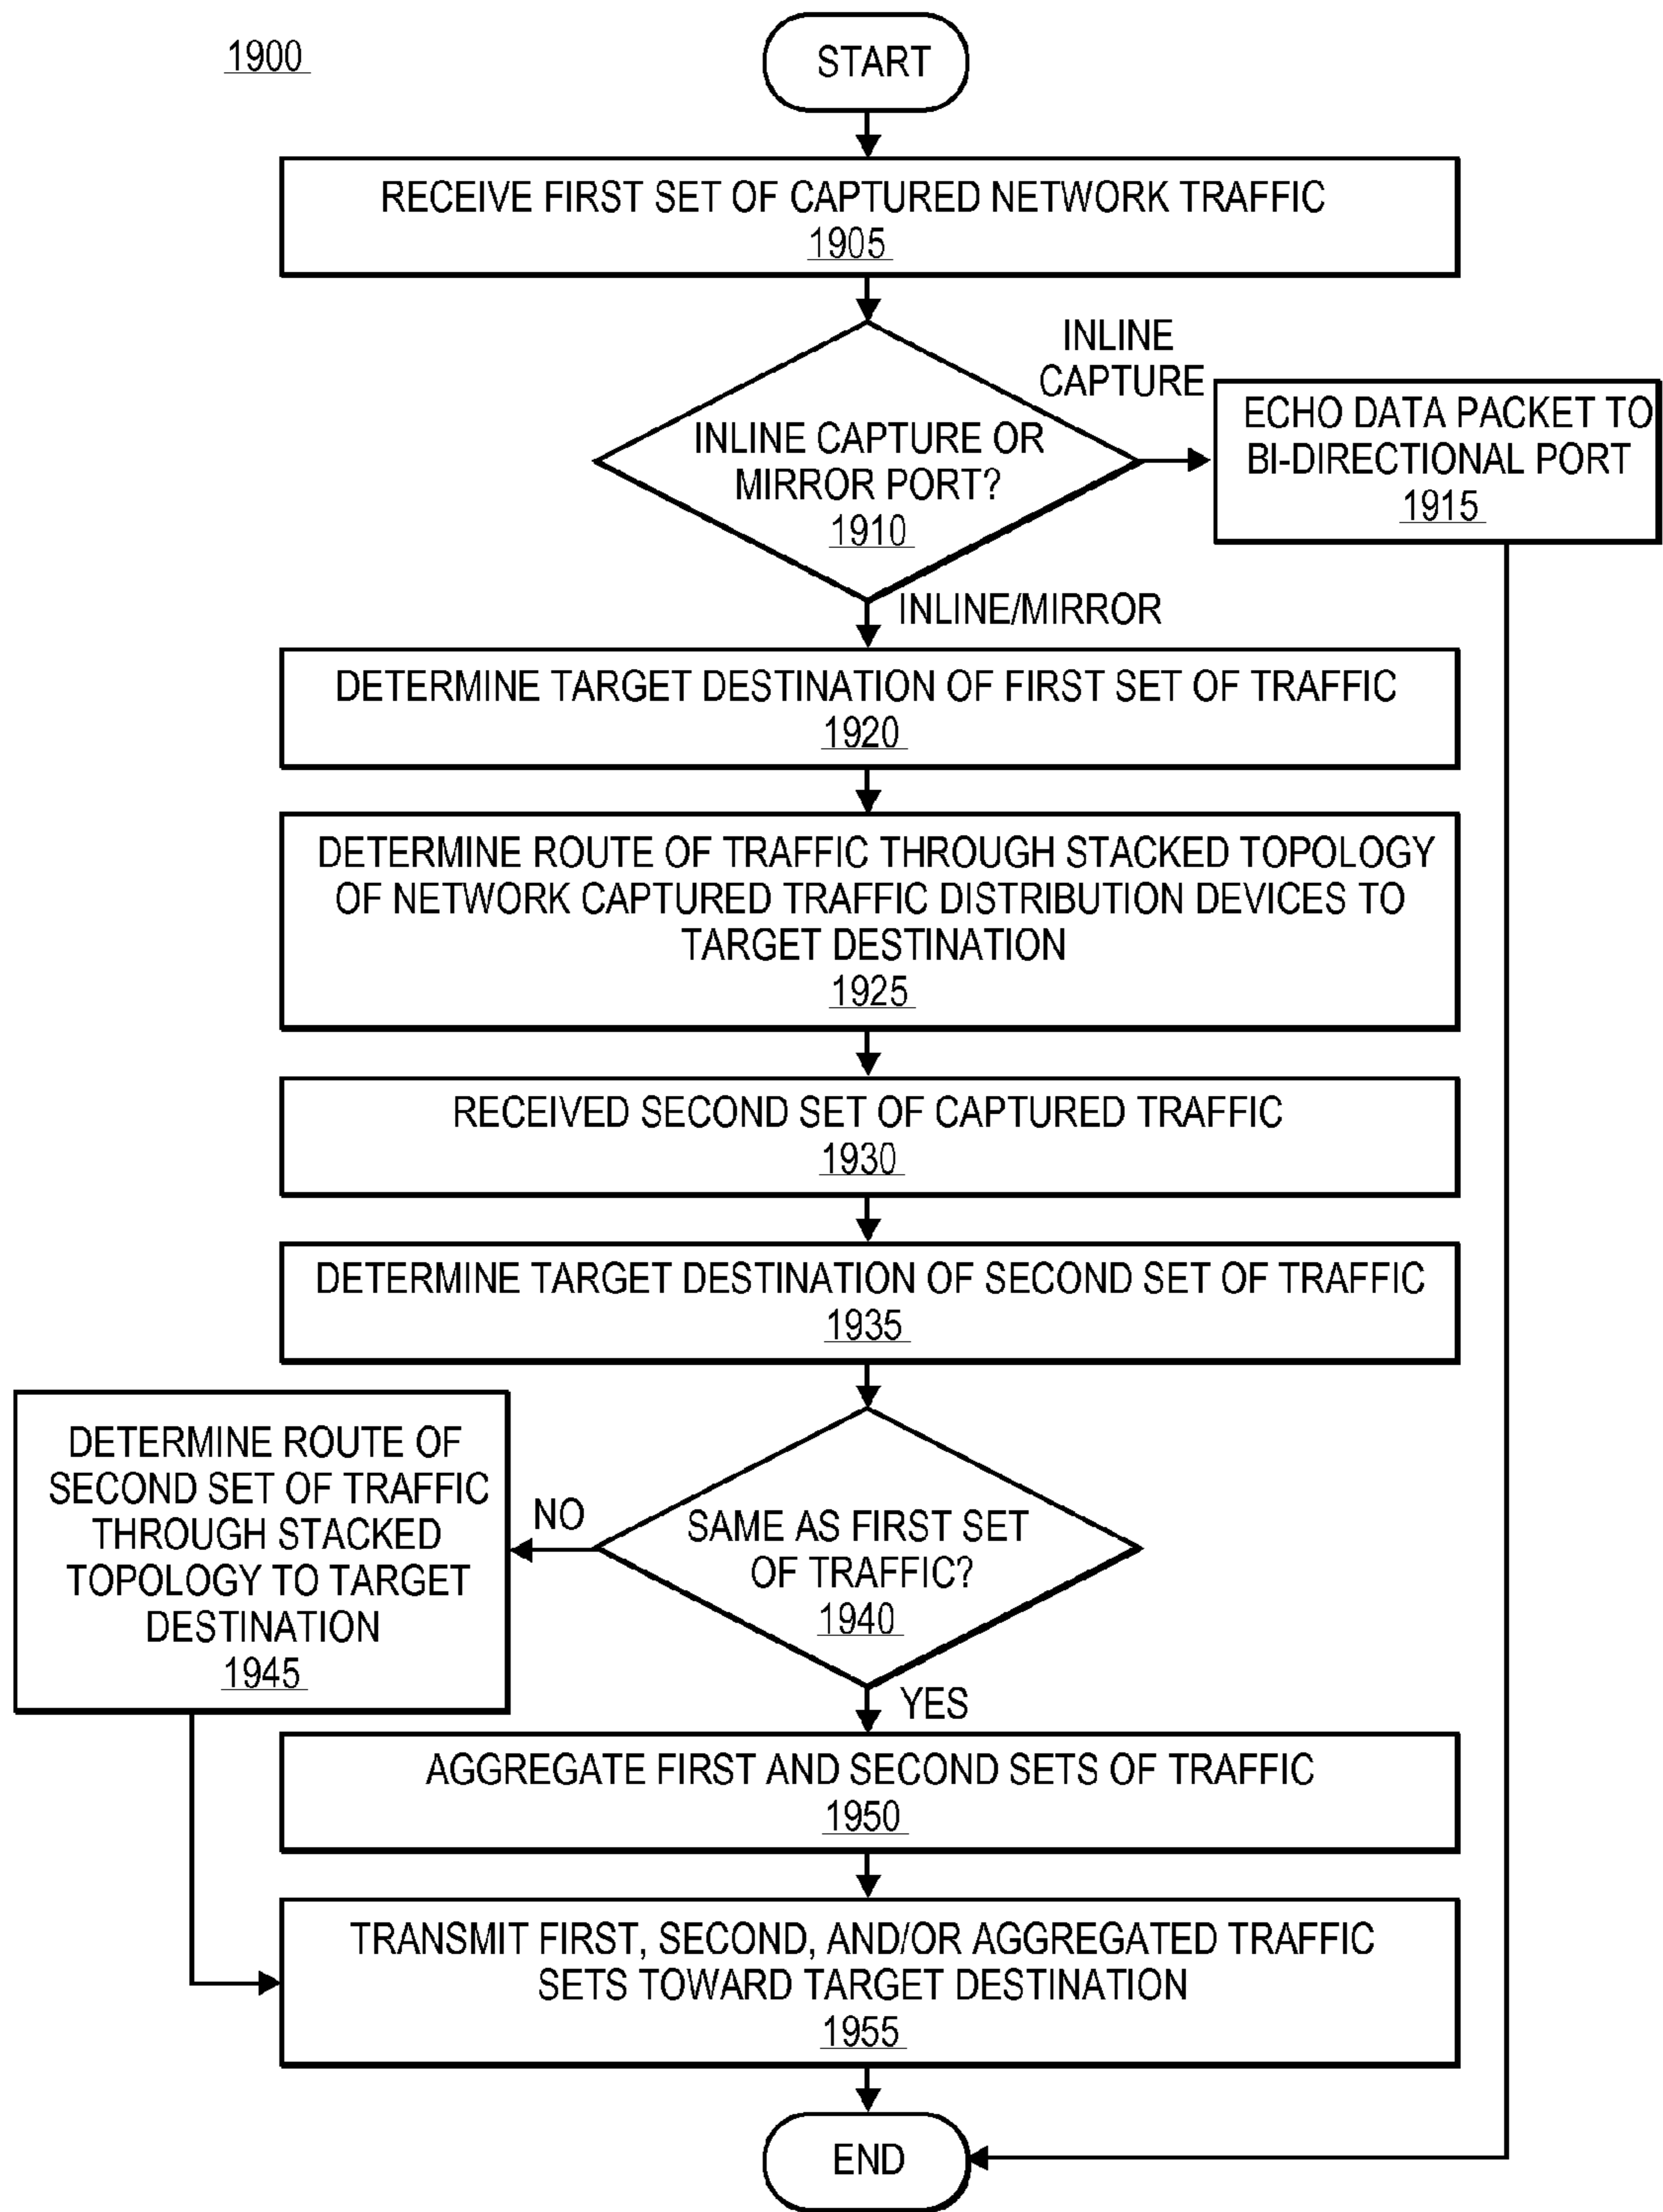 1900
START
RECEIVE FIRST SET OF CAPTURED NETWORK TRAFFIC
1905
INLINE
CAPTURE
INLINE CAPTURE OR
MIRROR PORT?
1910
ECHO DATA PACKET TO
BI-DIRECTIONAL PORT
1915
INLINE/MIRROR
DETERMINE TARGET DESTINATION OF FIRST SET OF TRAFFIC
1920
DETERMINE ROUTE OF TRAFFIC THROUGH STACKED TOPOLOGY
OF NETWORK CAPTURED TRAFFIC DISTRIBUTION DEVICES TO
TARGET DESTINATION
1925
RECEIVED SECOND SET OF CAPTURED TRAFFIC
1930
DETERMINE TARGET DESTINATION OF SECOND SET OF TRAFFIC
1935
SAME AS FIRST SET
OF TRAFFIC?
1940
NO
DETERMINE ROUTE OF
SECOND SET OF TRAFFIC
THROUGH STACKED
TOPOLOGY TO TARGET
DESTINATION
1945
YES
AGGREGATE FIRST AND SECOND SETS OF TRAFFIC
1950
TRANSMIT FIRST, SECOND, AND/OR AGGREGATED TRAFFIC
SETS TOWARD TARGET DESTINATION
1955
END